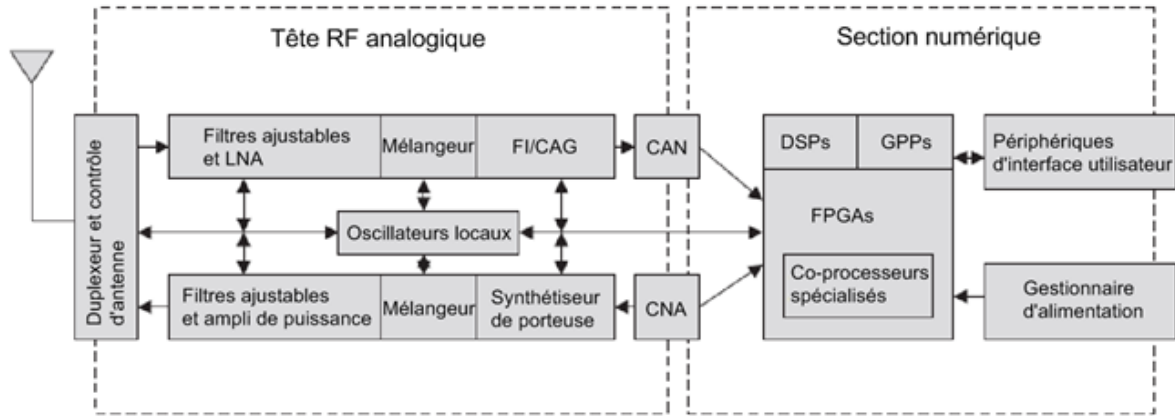 Tête RF analogique
Section numérique
Duplexeur et contrôle
d'antenne
Filtres ajustables
et LNA
Mélangeur
FI/CAG
CAN
DSPs
GPPs
Périphériques
d'interface utilisateur
Oscillateurs locaux
FPGAs
Filtres ajustables
et ampli de puissance
Mélangeur
Synthétiseur
de porteuse
CNA
Co-processeurs
spécialisés
Gestionnaire
d'alimentation